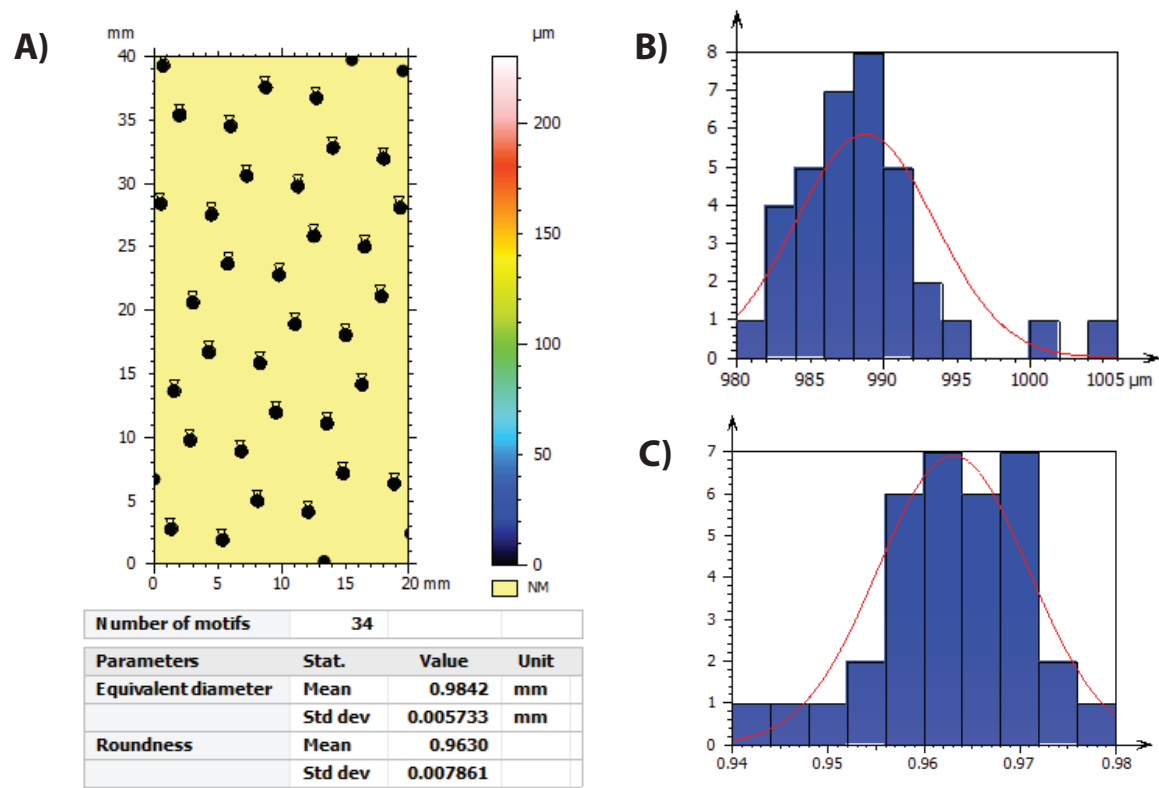 A)
mm
µm
40
35
30
25
20
15
10
5
0
0 5 10 15 20 mm
200
150
100
50
0
NM
Number of motifs 34
Parameters Stat. Value Unit
Equivalent diameter Mean 0.9842 mm
Std dev 0.005733 mm
Roundness Mean 0.9630
Std dev 0.007861
B)
8
7
6
5
4
3
2
1
0
980 985 990 995 1000 1005 µm
C)
7
6
5
4
3
2
1
0
0.94 0.95 0.96 0.97 0.98